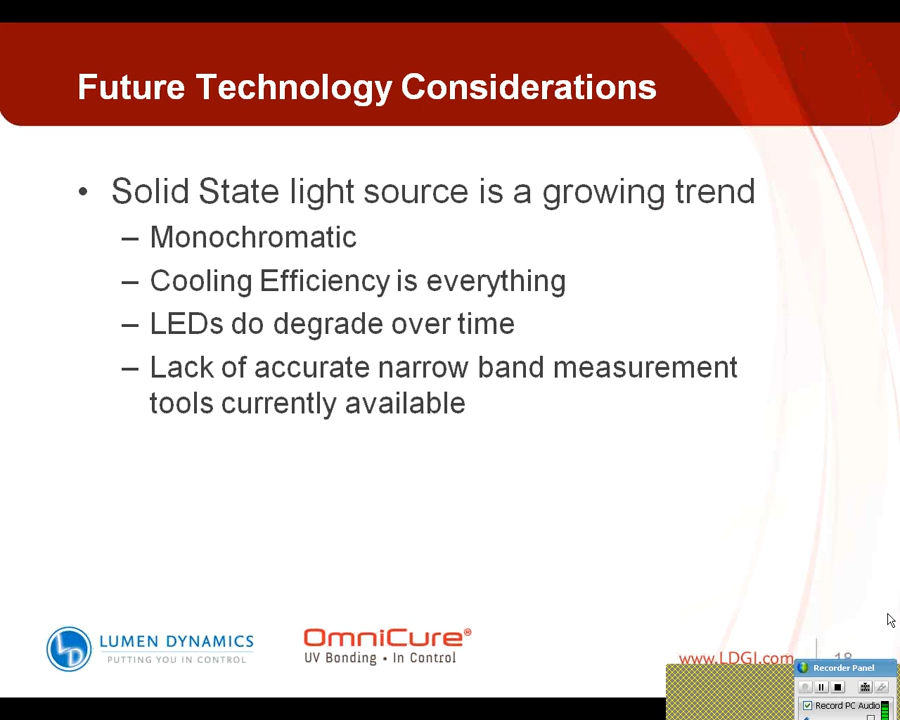 Future Technology Considerations
• Solid State light source is a growing trend
– Monochromatic
– Cooling Efficiency is everything
– LEDs do degrade over time
– Lack of accurate narrow band measurement
tools currently available
LD
LUMEN DYNAMICS
PUTTING YOU IN CONTROL
OmniCure®
UV Bonding • In Control
www.LDGI.com
18
Recorder Panel
Record PC Audio